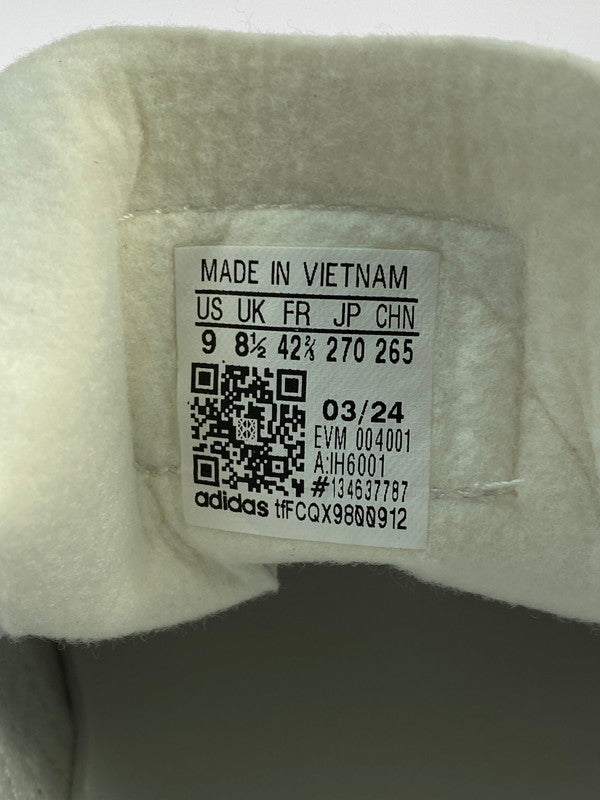 MADE IN VIETNAM
US UK FR JP CHN
9 8½ 42⅔ 270 265
03/24
EVM 004001
A:IH6001
#134637787
adidas tfFCQX9800912